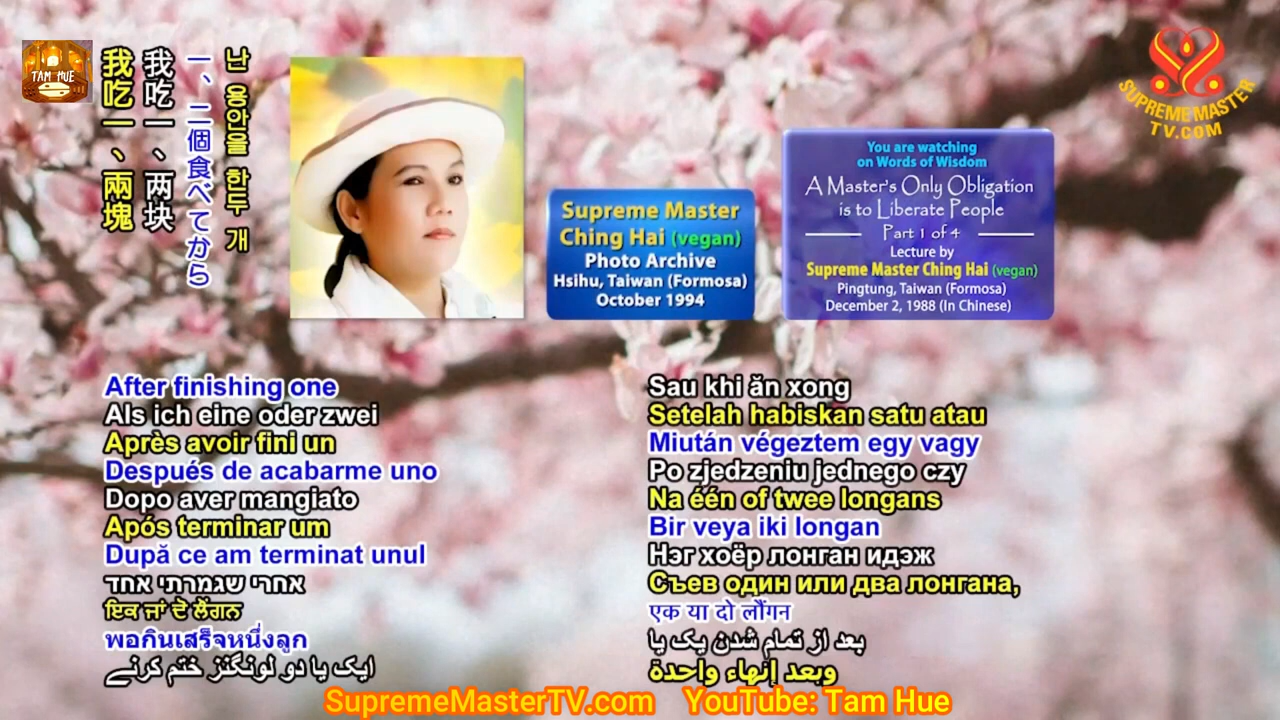 TAM HUE
我吃一、兩塊
我吃一、两块
一、二個食べてから
난 용안을 한두 개
SUPREME MASTER
TV.COM
Supreme Master
Ching Hai (vegan)
Photo Archive
Hsihu, Taiwan (Formosa)
October 1994
You are watching
on Words of Wisdom
A Master's Only Obligation
is to Liberate People
Part 1 of 4
Lecture by
Supreme Master Ching Hai (vegan)
Pingtung, Taiwan (Formosa)
December 2, 1988 (In Chinese)
After finishing one
Als ich eine oder zwei
Après avoir fini un
Después de acabarme uno
Dopo aver mangiato
Após terminar um
După ce am terminat unul
אחרי שגמרתי אחד
ਇਕ ਜਾਂ ਦੋ ਲੌਂਗਨ
พอกินเสร็จหนึ่งลูก
ایک یا دو لونگنز ختم کرنے
Sau khi ăn xong
Setelah habiskan satu atau
Miután végeztem egy vagy
Po zjedzeniu jednego czy
Na één of twee longans
Bir veya iki longan
Нэг хоёр лонган идэж
Съев один или два лонгана,
एक या दो लौंगन
بعد از تمام شدن یک یا
وبعد إنهاء واحدة
SupremeMasterTV.com YouTube: Tam Hue